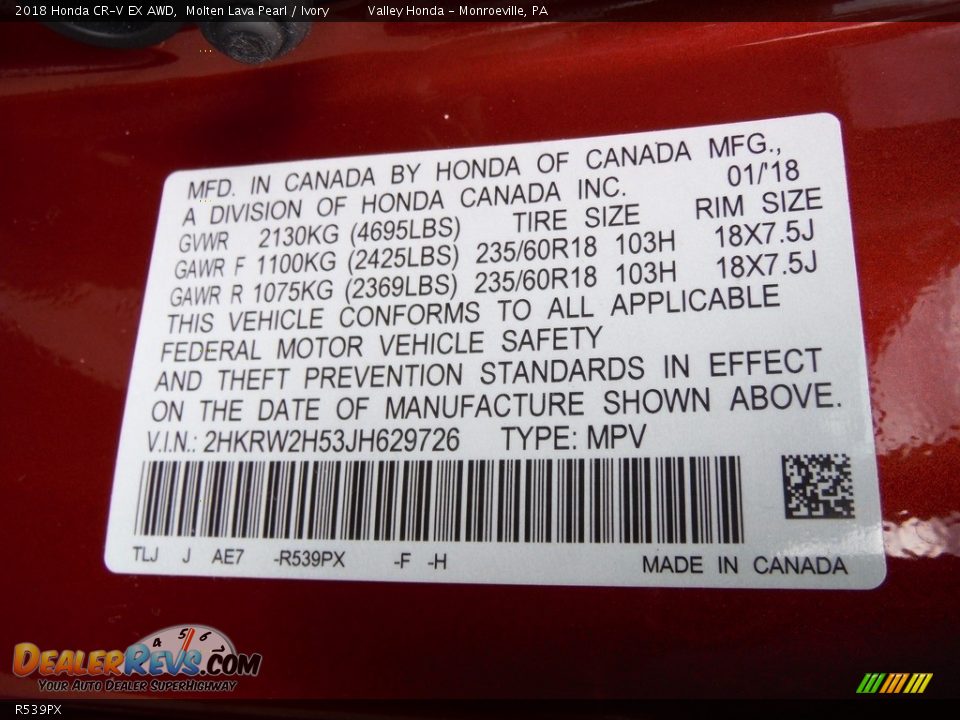 2018 Honda CR-V EX AWD,  Molten Lava Pearl / Ivory        Valley Honda - Monroeville, PA
MFD. IN CANADA BY HONDA OF CANADA MFG.,
A DIVISION OF HONDA CANADA INC. 01/'18
GVWR 2130KG (4695LBS) TIRE SIZE RIM SIZE
GAWR F 1100KG (2425LBS) 235/60R18 103H 18X7.5J
GAWR R 1075KG (2369LBS) 235/60R18 103H 18X7.5J
THIS VEHICLE CONFORMS TO ALL APPLICABLE
FEDERAL MOTOR VEHICLE SAFETY
AND THEFT PREVENTION STANDARDS IN EFFECT
ON THE DATE OF MANUFACTURE SHOWN ABOVE.
V.I.N.: 2HKRW2H53JH629726 TYPE: MPV
TLJ J AE7 -R539PX -F -H MADE IN CANADA
4 5 6
DealerRevs.com
Your Auto Dealer SuperHighway
R539PX